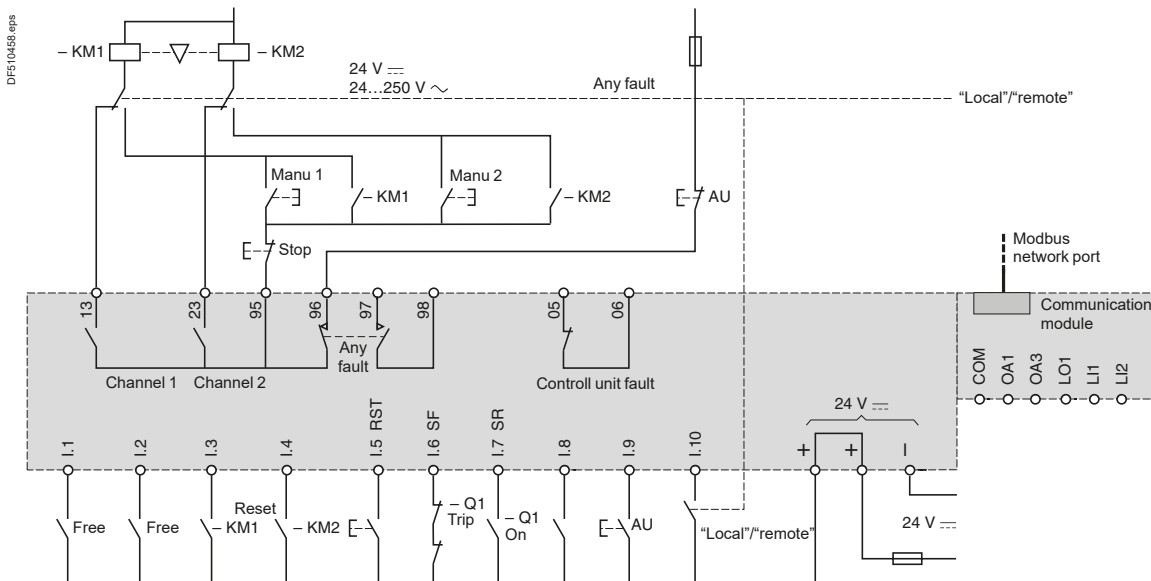 DF510458.eps
– KM1
– KM2
24 V ⎓
24...250 V ∼
Any fault
“Local”/“remote”
Manu 1
– KM1
Manu 2
– KM2
AU
Stop
Modbus
network port
13
23
95
96
97
98
05
06
Communication
module
Any
fault
Channel 1
Channel 2
Controll unit fault
COM
OA1
OA3
LO1
LI1
LI2
24 V ⎓
I.1
I.2
I.3
I.4
I.5 RST
I.6 SF
I.7 SR
I.8
I.9
I.10
+
+
I
Free
Free
– KM1
Reset
– KM2
– Q1
Trip
– Q1
On
AU
“Local”/“remote”
24 V ⎓